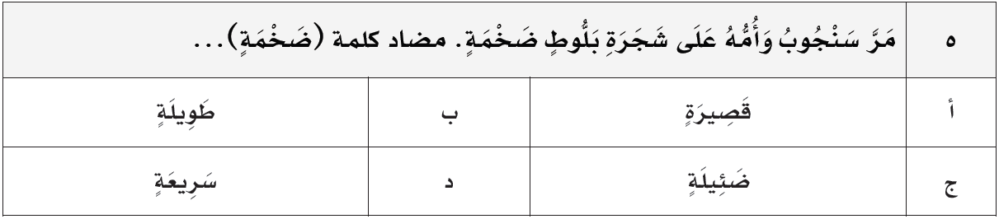 ٥ مَرَّ سَنْجُوبُ وَأُمُّهُ عَلَى شَجَرَةِ بَلُّوطٍ ضَخْمَةٍ. مضاد كلمة (ضَخْمَةٍ)...
أ قَصِيرَةٍ ب طَوِيلَةٍ
ج ضَئِيلَةٍ د سَرِيعَةٍ